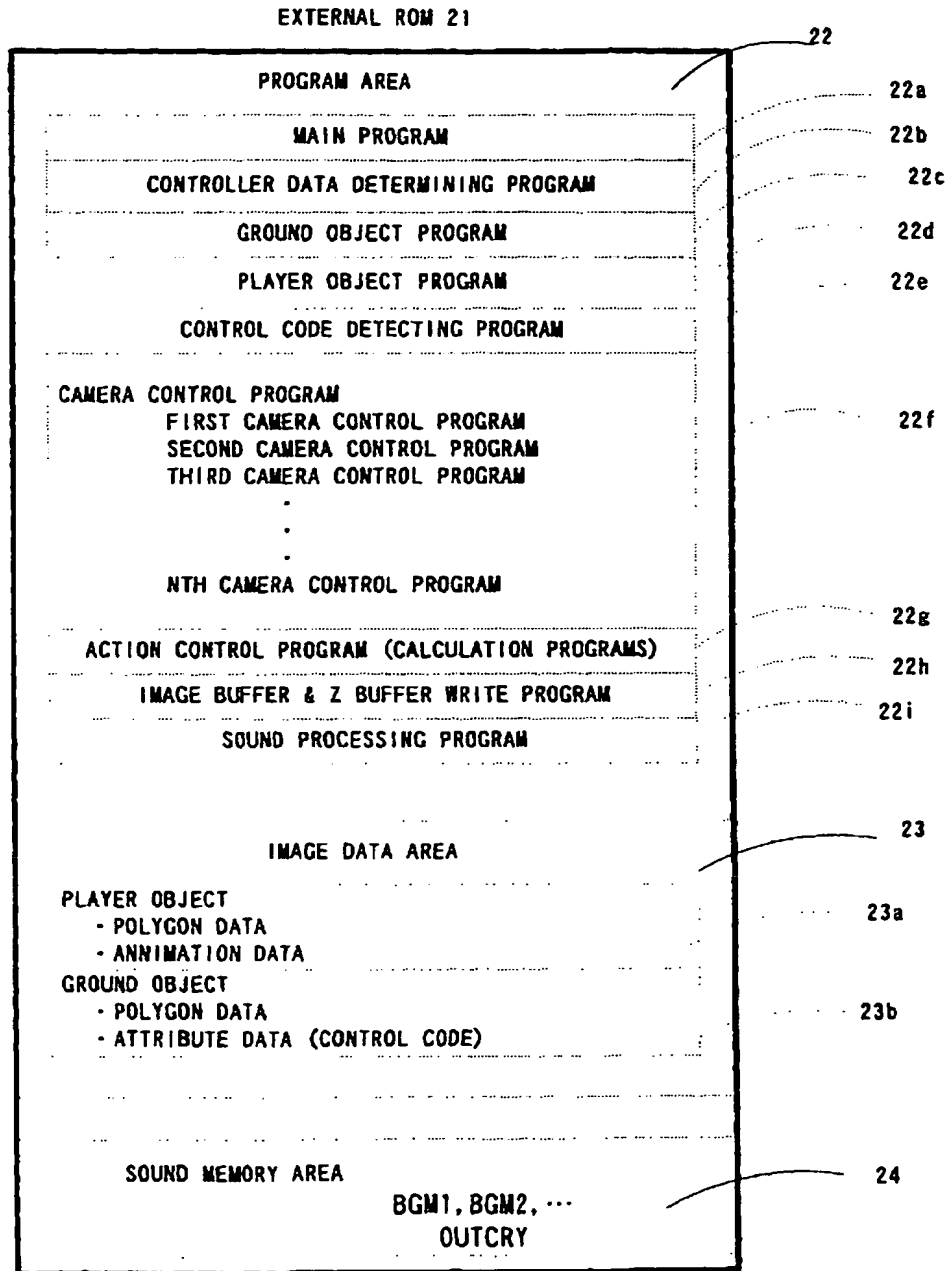 EXTERNAL ROM 21
22
PROGRAM AREA
22a
MAIN PROGRAM
22b
CONTROLLER DATA DETERMINING PROGRAM
22c
GROUND OBJECT PROGRAM
22d
PLAYER OBJECT PROGRAM
22e
CONTROL CODE DETECTING PROGRAM
CAMERA CONTROL PROGRAM
FIRST CAMERA CONTROL PROGRAM
22f
SECOND CAMERA CONTROL PROGRAM
THIRD CAMERA CONTROL PROGRAM
.
.
.
NTH CAMERA CONTROL PROGRAM
22g
ACTION CONTROL PROGRAM (CALCULATION PROGRAMS)
22h
IMAGE BUFFER & Z BUFFER WRITE PROGRAM
22i
SOUND PROCESSING PROGRAM
23
IMAGE DATA AREA
PLAYER OBJECT
23a
- POLYGON DATA
- ANNIMATION DATA
GROUND OBJECT
- POLYGON DATA
23b
- ATTRIBUTE DATA (CONTROL CODE)
SOUND MEMORY AREA
24
BGM1, BGM2, ···
OUTCRY